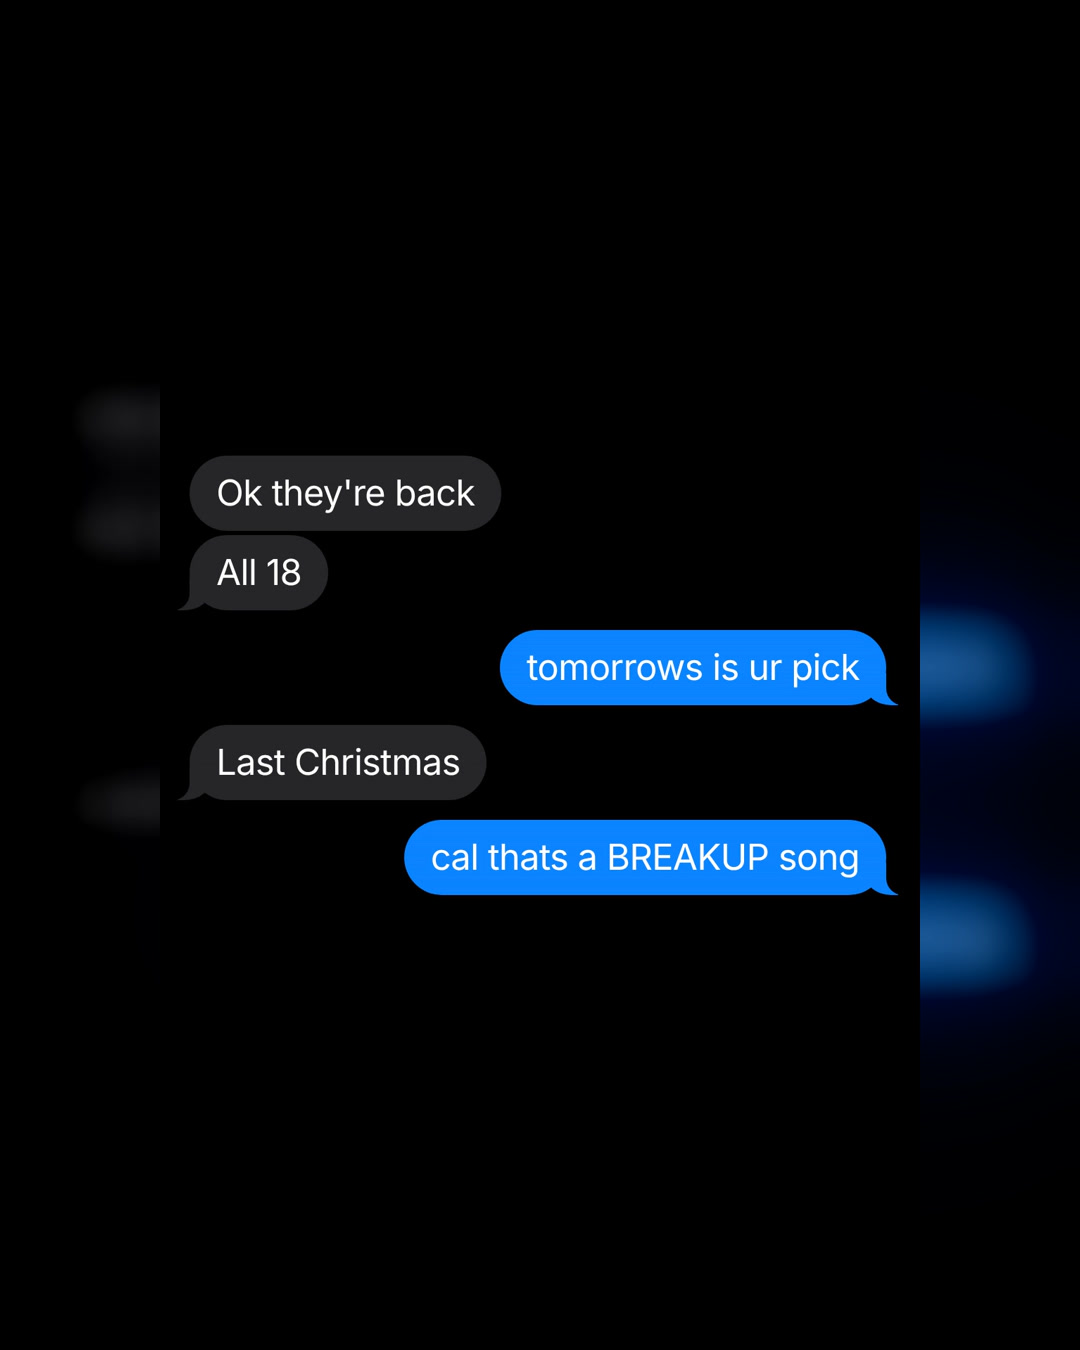 Ok they're back
All 18
tomorrows is ur pick
Last Christmas
cal thats a BREAKUP song